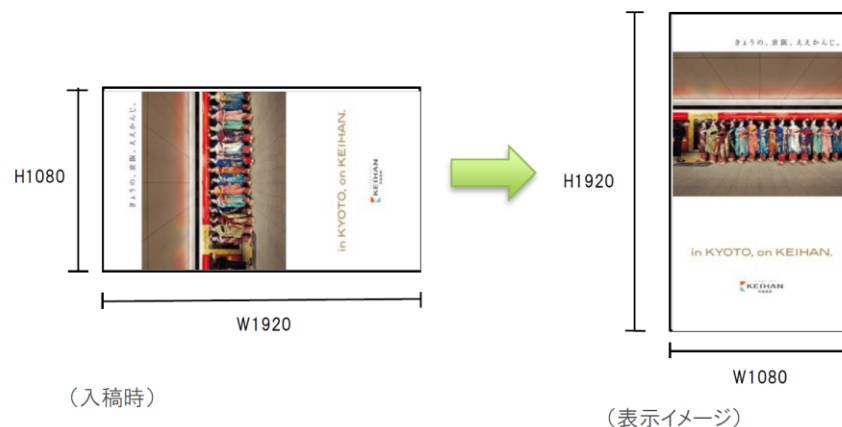 H1080
きょうの、京阪、ええかんじ。
in KYOTO, on KEIHAN.
KEIHAN
W1920
(入稿時)
H1920
きょうの、京阪、ええかんじ。
in KYOTO, on KEIHAN.
KEIHAN
W1080
(表示イメージ)